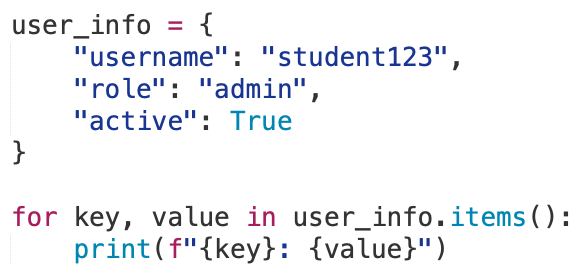 user_info = {
    "username": "student123",
    "role": "admin",
    "active": True
}

for key, value in user_info.items():
    print(f"{key}: {value}")